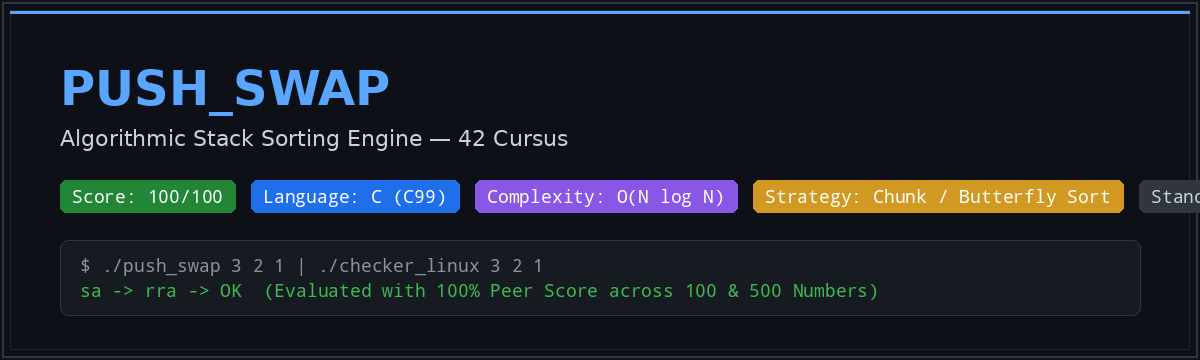 PUSH_SWAP
Algorithmic Stack Sorting Engine — 42 Cursus
Score: 100/100 Language: C (C99) Complexity: O(N log N) Strategy: Chunk / Butterfly Sort
$ ./push_swap 3 2 1 | ./checker_linux 3 2 1
sa -> rra -> OK  (Evaluated with 100% Peer Score across 100 & 500 Numbers)